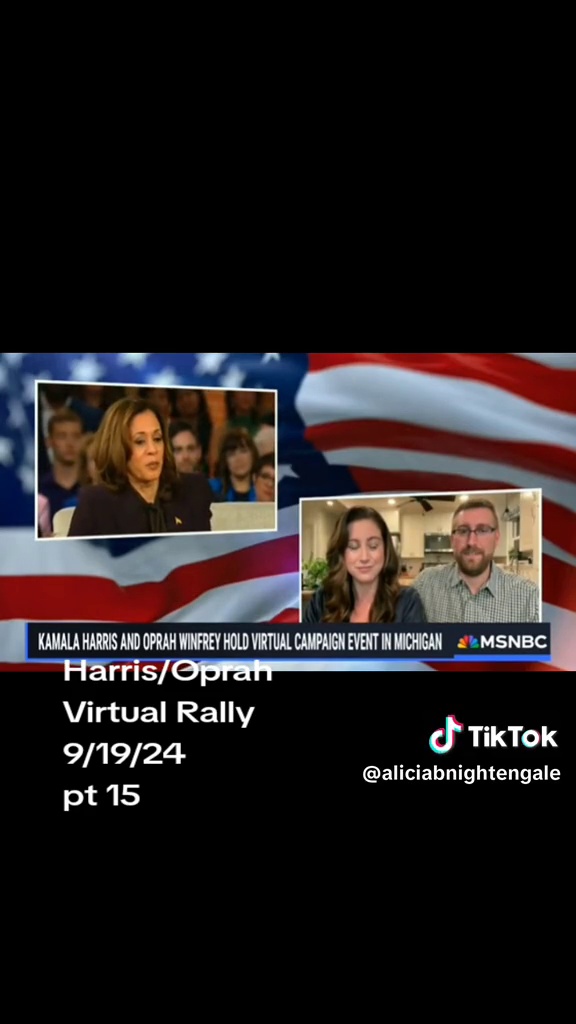 KAMALA HARRIS AND OPRAH WINFREY HOLD VIRTUAL CAMPAIGN EVENT IN MICHIGAN
MSNBC
Harris/Oprah
Virtual Rally
9/19/24
pt 15
TikTok
@aliciabnightengale